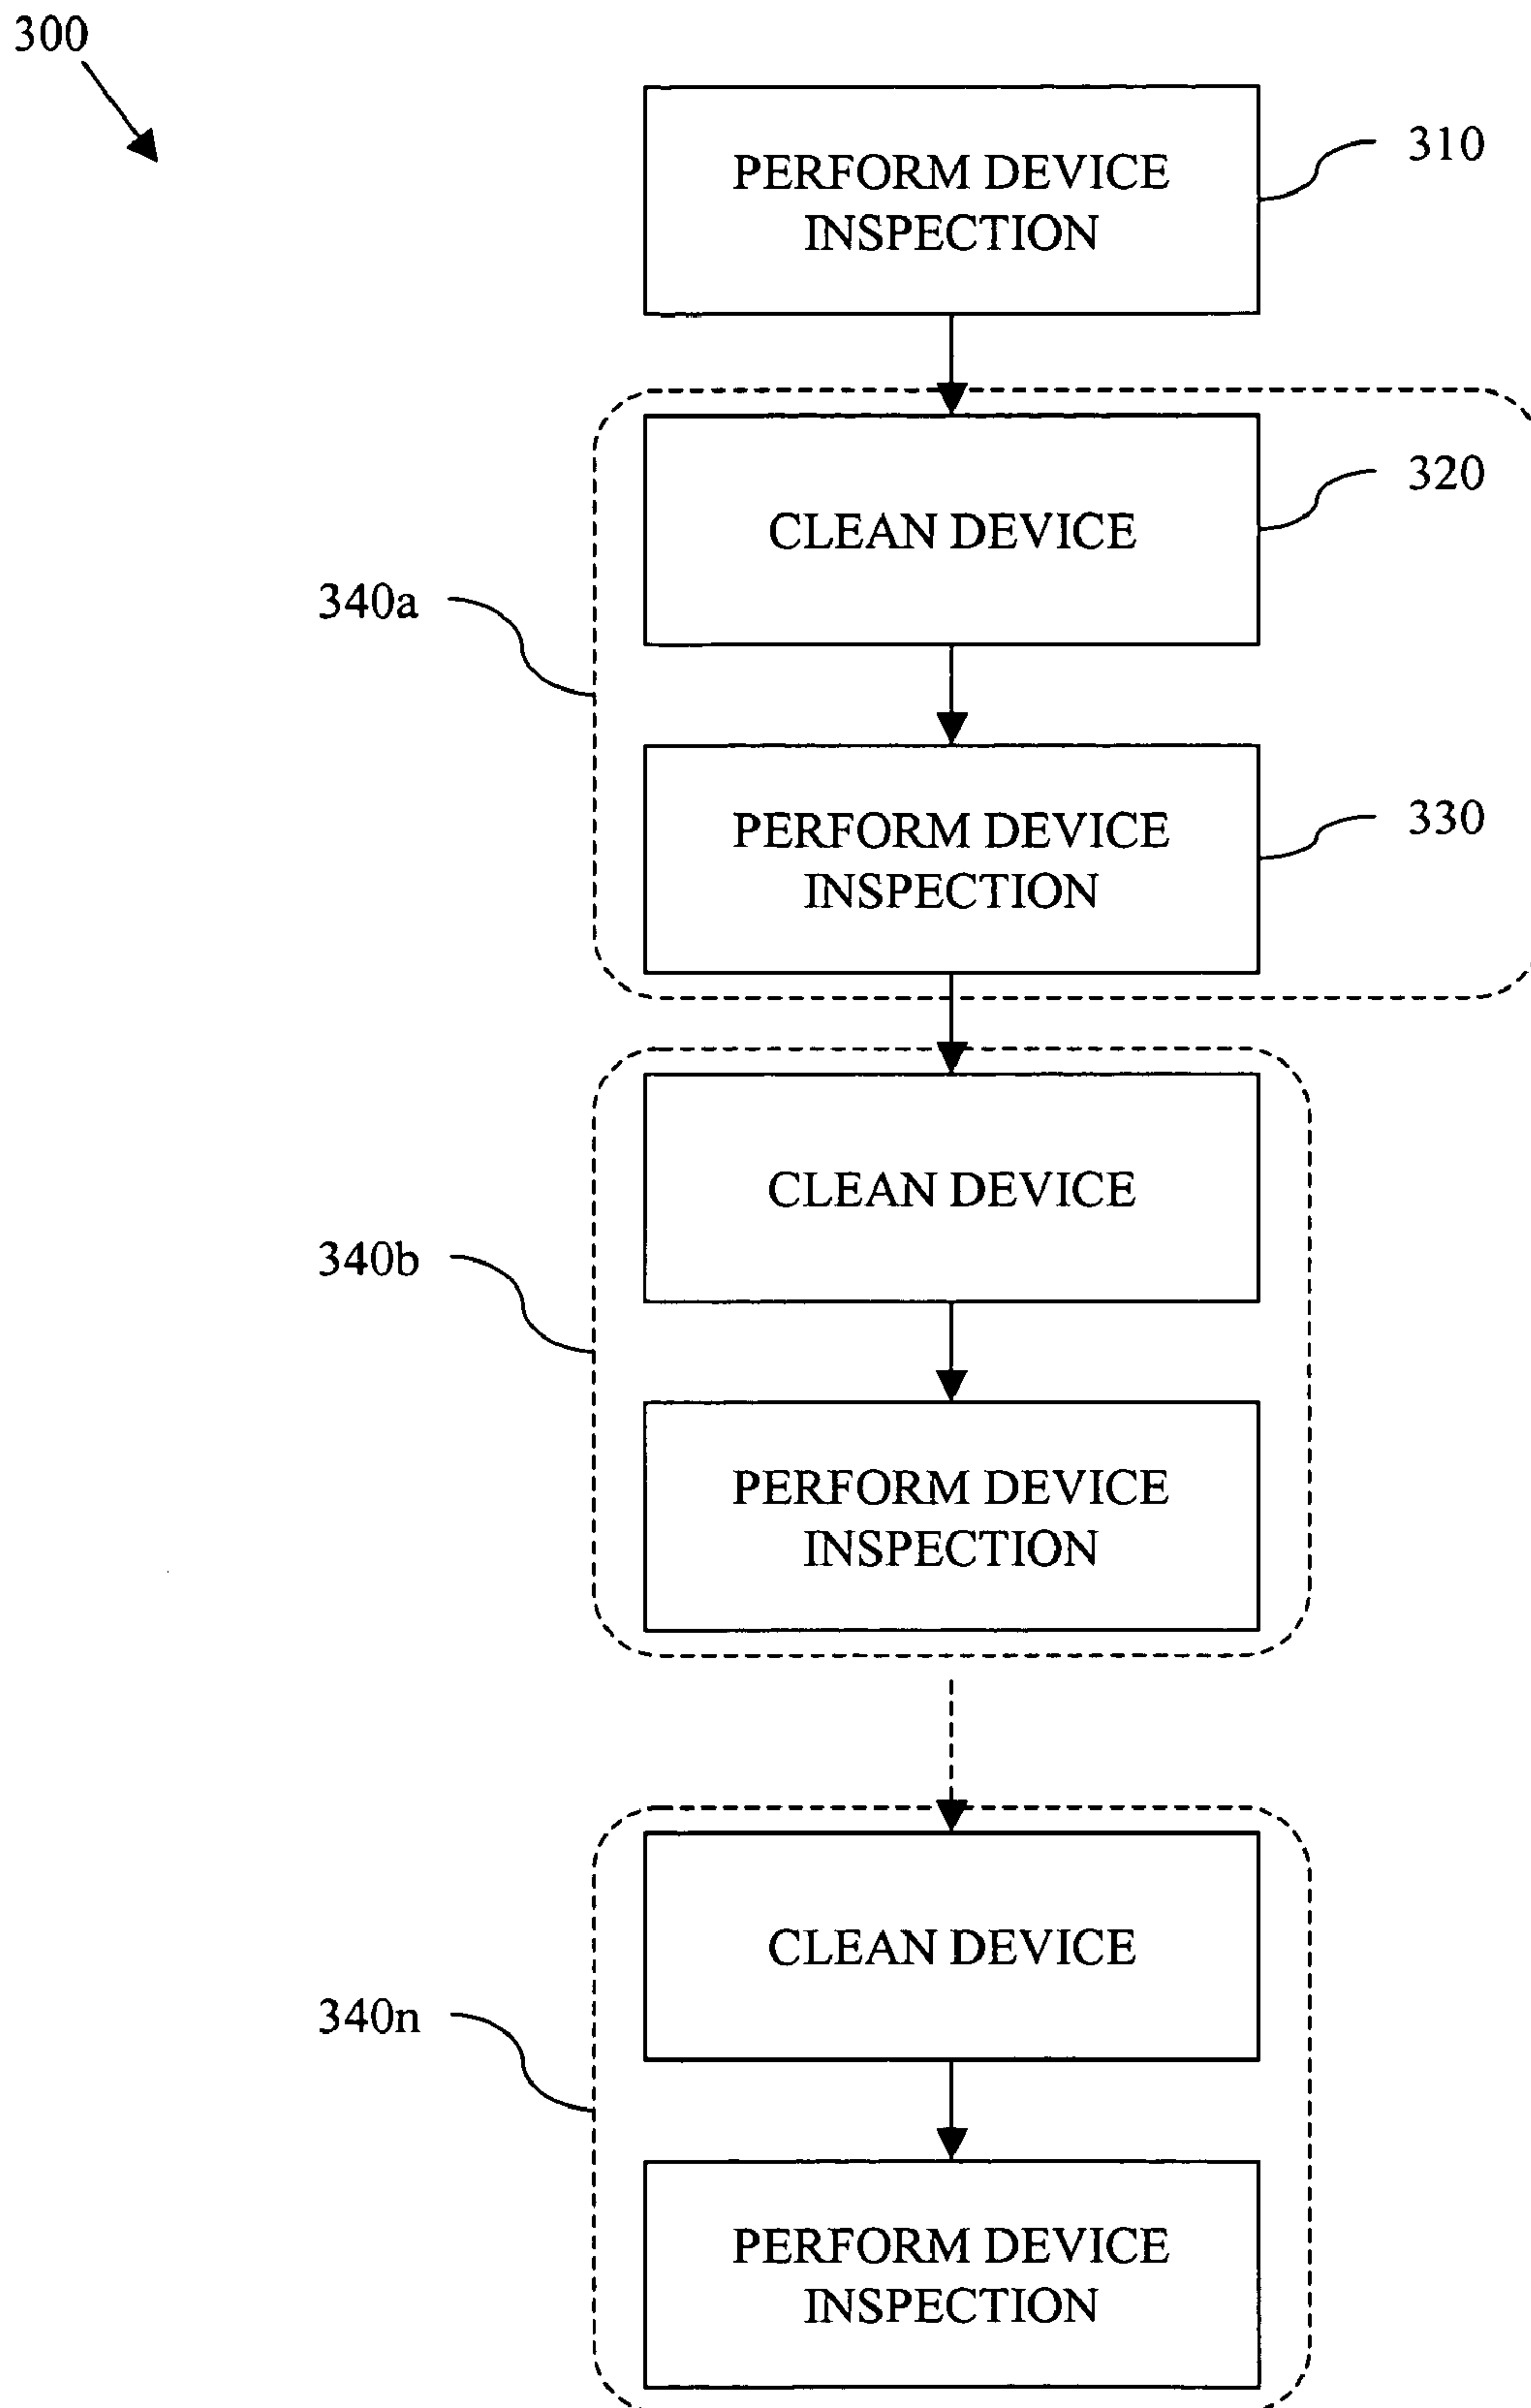 300
PERFORM DEVICE
INSPECTION
310
CLEAN DEVICE
320
340a
PERFORM DEVICE
INSPECTION
330
CLEAN DEVICE
340b
PERFORM DEVICE
INSPECTION
CLEAN DEVICE
340n
PERFORM DEVICE
INSPECTION